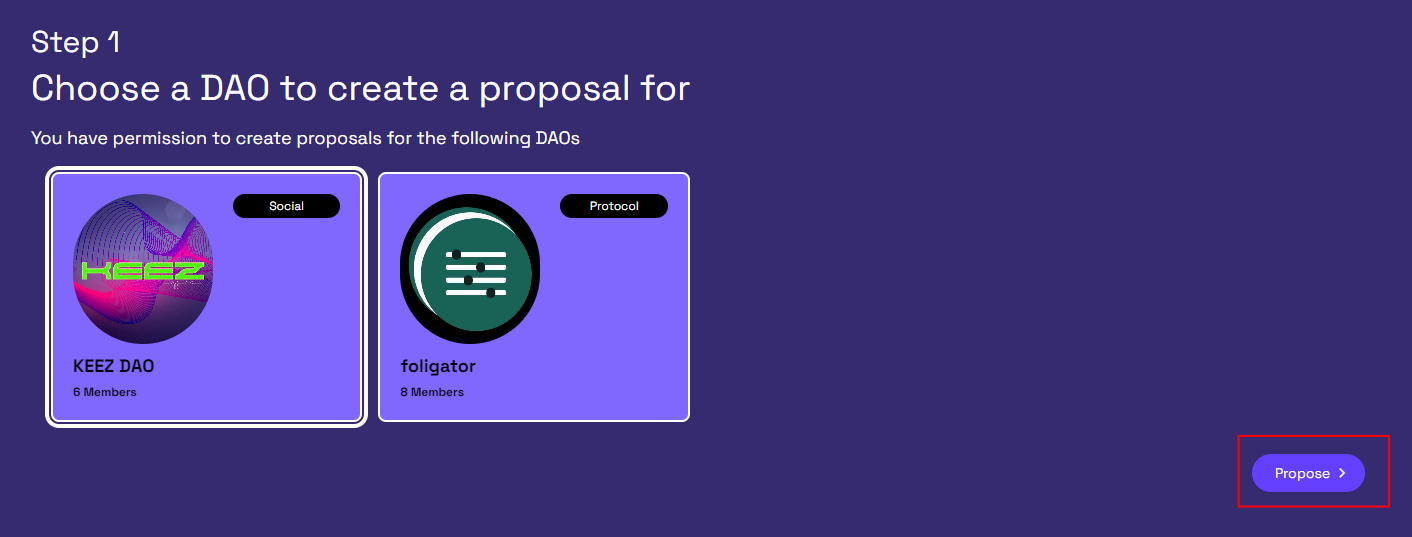 Step 1
Choose a DAO to create a proposal for
You have permission to create proposals for the following DAOs
Social
KEEZ
KEEZ DAO
6 Members
Protocol
foligator
8 Members
Propose